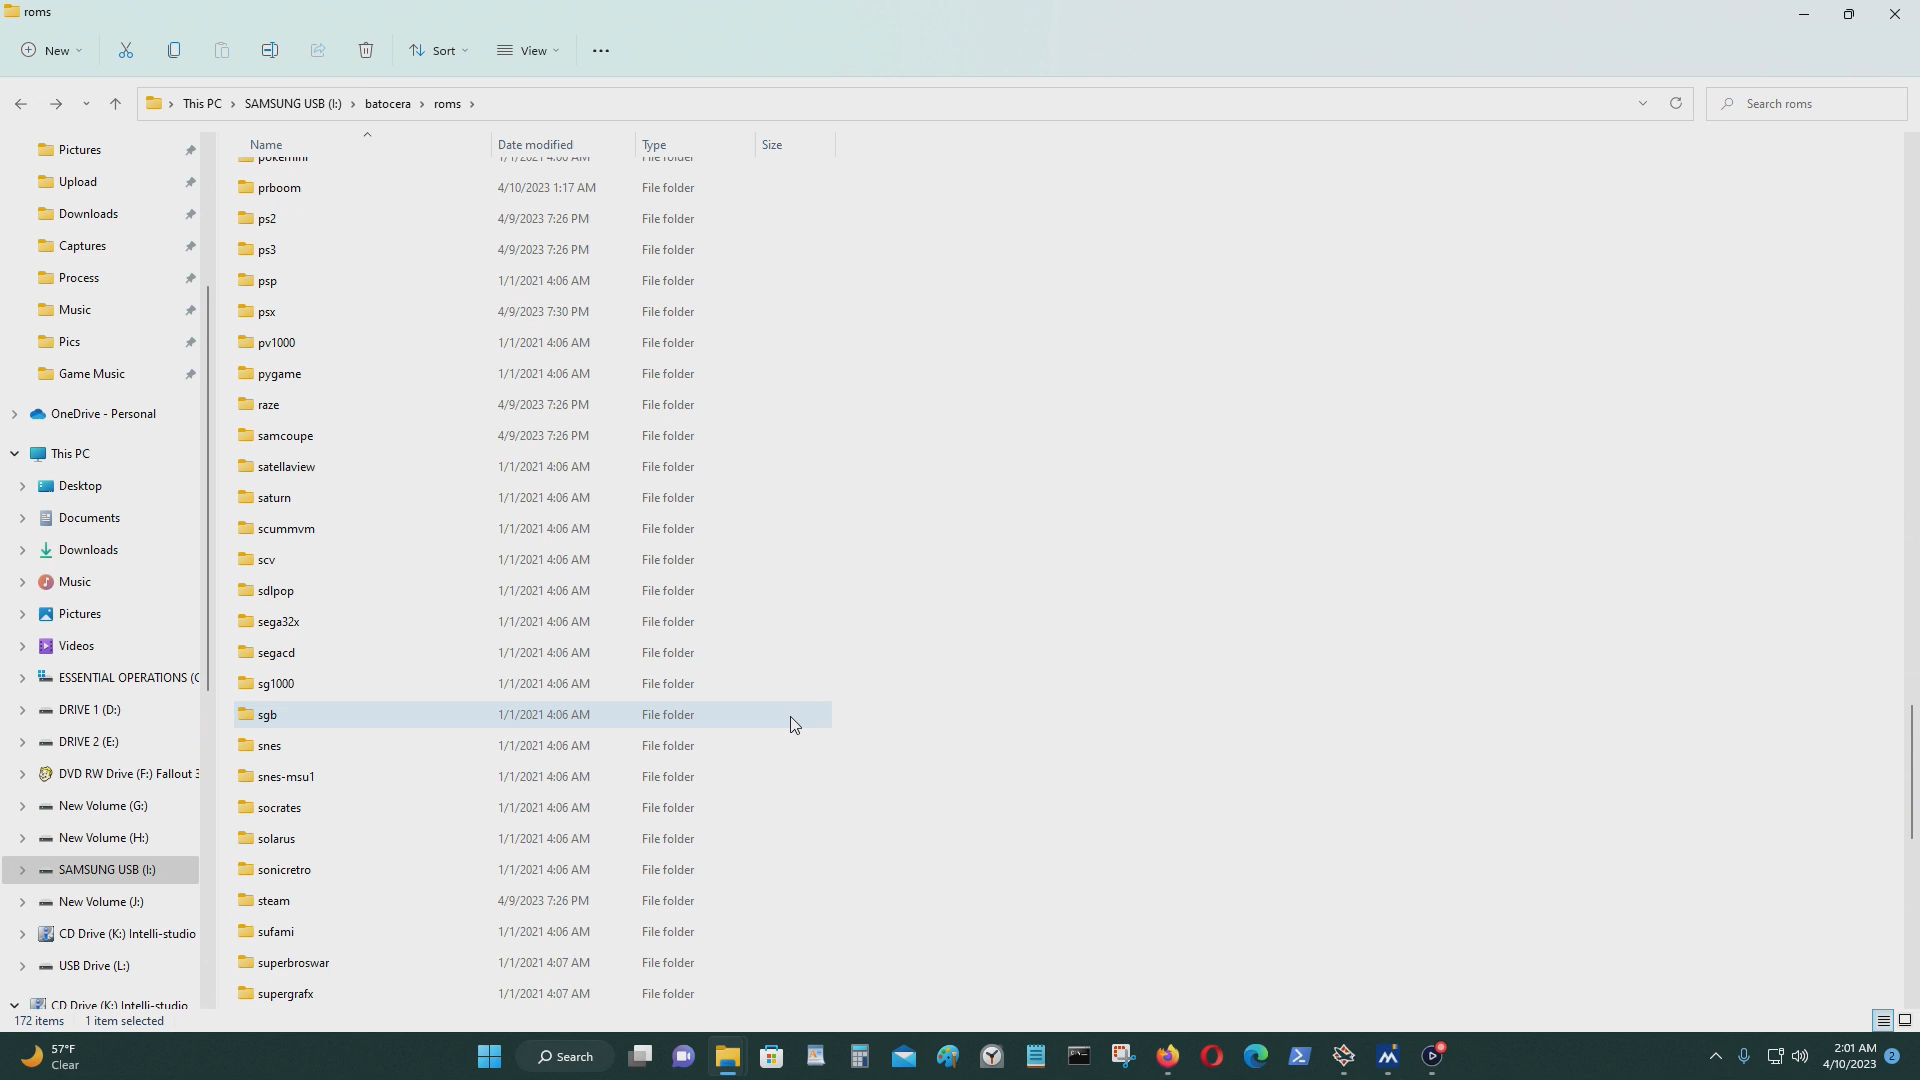 roms
New
Sort
View
This PC
SAMSUNG USB (I:)
batocera
roms
Search roms
Name
Date modified
Type
Size
Pictures
Upload
Downloads
Captures
Process
Music
Pics
Game Music
OneDrive - Personal
This PC
Desktop
Documents
Downloads
Music
Pictures
Videos
ESSENTIAL OPERATIONS (C
DRIVE 1 (D:)
DRIVE 2 (E:)
DVD RW Drive (F:) Fallout 3
New Volume (G:)
New Volume (H:)
SAMSUNG USB (I:)
New Volume (J:)
CD Drive (K:) Intelli-studio
USB Drive (L:)
CD Drive (K:) Intelli-studio
pokemini 1/1/2021 4:06 AM File folder
prboom 4/10/2023 1:17 AM File folder
ps2 4/9/2023 7:26 PM File folder
ps3 4/9/2023 7:26 PM File folder
psp 1/1/2021 4:06 AM File folder
psx 4/9/2023 7:30 PM File folder
pv1000 1/1/2021 4:06 AM File folder
pygame 1/1/2021 4:06 AM File folder
raze 4/9/2023 7:26 PM File folder
samcoupe 4/9/2023 7:26 PM File folder
satellaview 1/1/2021 4:06 AM File folder
saturn 1/1/2021 4:06 AM File folder
scummvm 1/1/2021 4:06 AM File folder
scv 1/1/2021 4:06 AM File folder
sdlpop 1/1/2021 4:06 AM File folder
sega32x 1/1/2021 4:06 AM File folder
segacd 1/1/2021 4:06 AM File folder
sg1000 1/1/2021 4:06 AM File folder
sgb 1/1/2021 4:06 AM File folder
snes 1/1/2021 4:06 AM File folder
snes-msu1 1/1/2021 4:06 AM File folder
socrates 1/1/2021 4:06 AM File folder
solarus 1/1/2021 4:06 AM File folder
sonicretro 1/1/2021 4:06 AM File folder
steam 4/9/2023 7:26 PM File folder
sufami 1/1/2021 4:06 AM File folder
superbroswar 1/1/2021 4:07 AM File folder
supergrafx 1/1/2021 4:07 AM File folder
172 items
1 item selected
57°F
Clear
Search
2:01 AM
4/10/2023
2